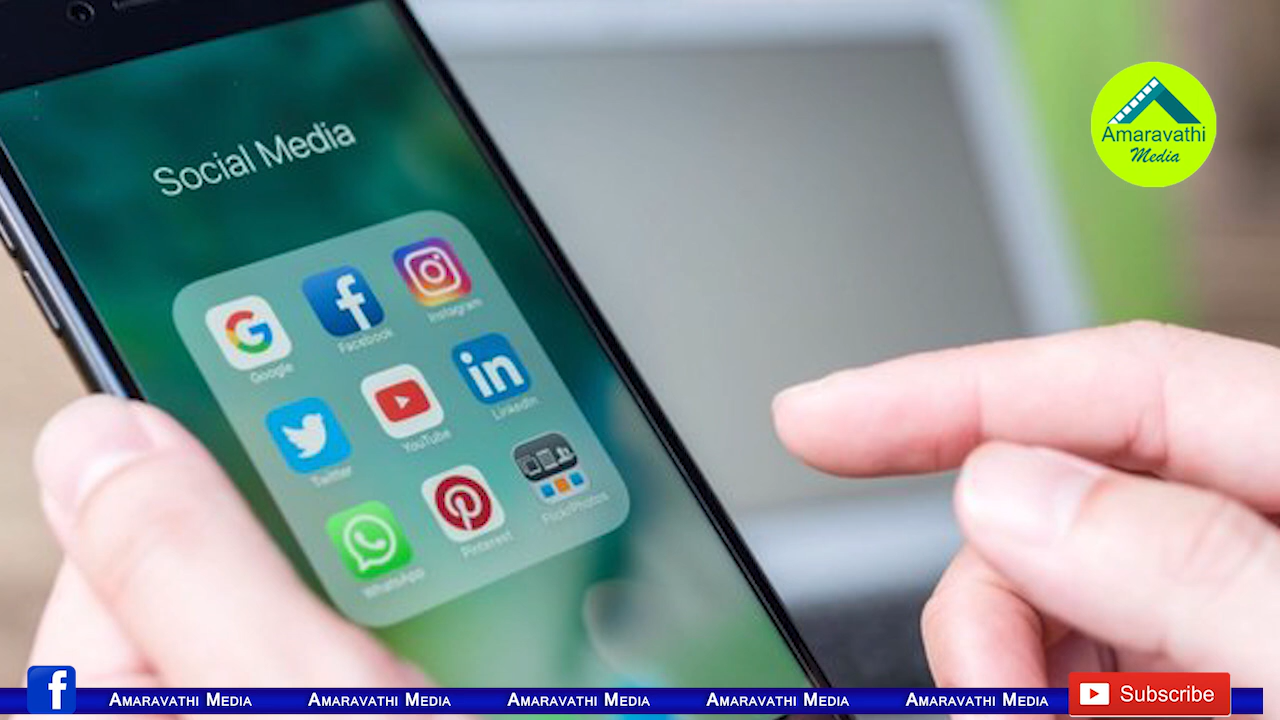 Social Media
Google
Facebook
Instagram
Twitter
YouTube
LinkedIn
WhatsApp
Pinterest
FlickPhotos
Amaravathi
Media
Amaravathi Media Amaravathi Media Amaravathi Media Amaravathi Media Amaravathi Media
Subscribe